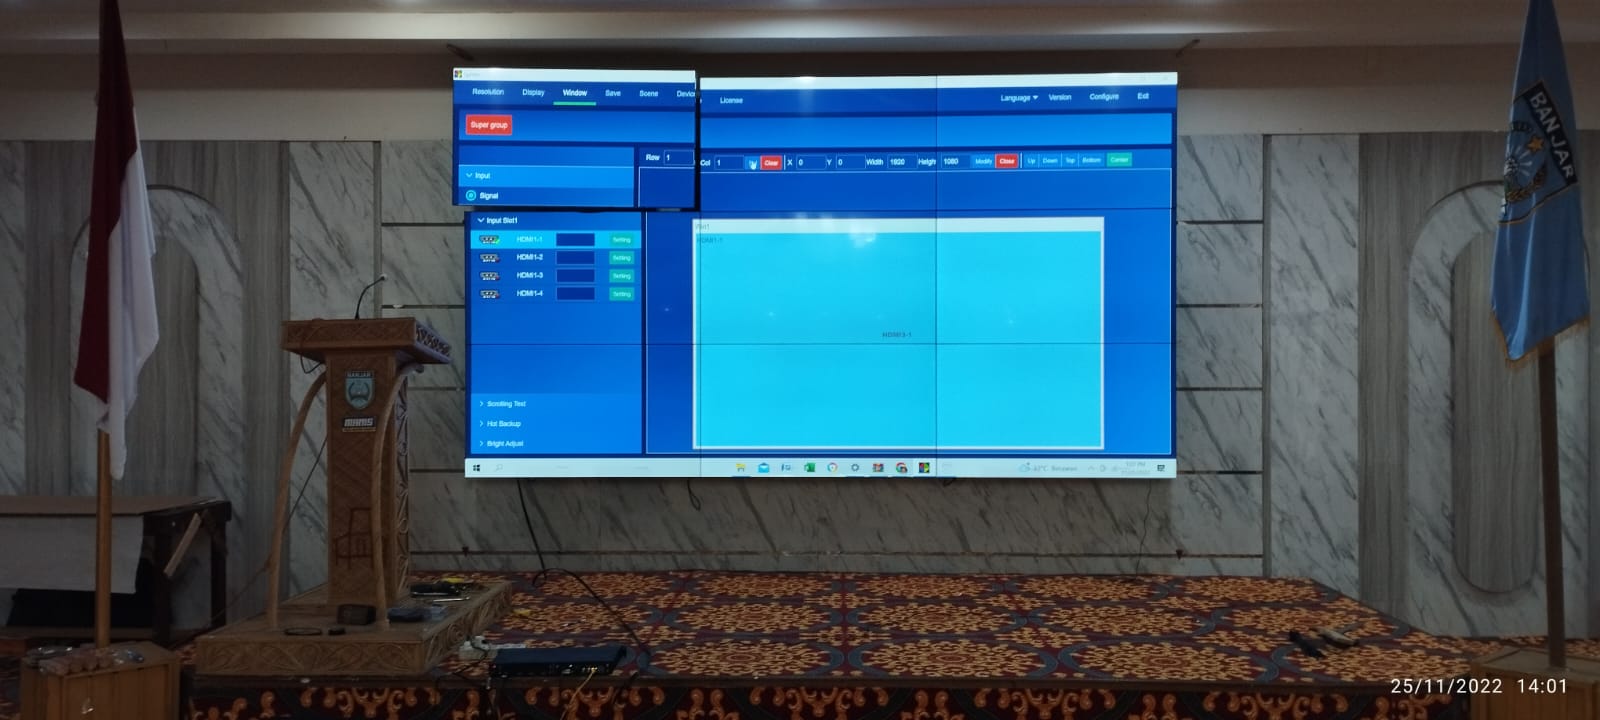 Resolution Display Window Save Scene Device License Language Version Configure Exit
Super group
Row 1 Col 1 Clear X 0 Y 0 Width 1920 Heigh 1080 Modify Close Up Down Top Bottom Center
Input
Signal
Input Slot1
HDMI1-1 Setting
HDMI1-2 Setting
HDMI1-3 Setting
HDMI1-4 Setting
HDMI1-1
HDMI3-1
Scrolling Text
Hot Backup
Bright Adjust
BANJAR
BANJAR
25/11/2022 14:01